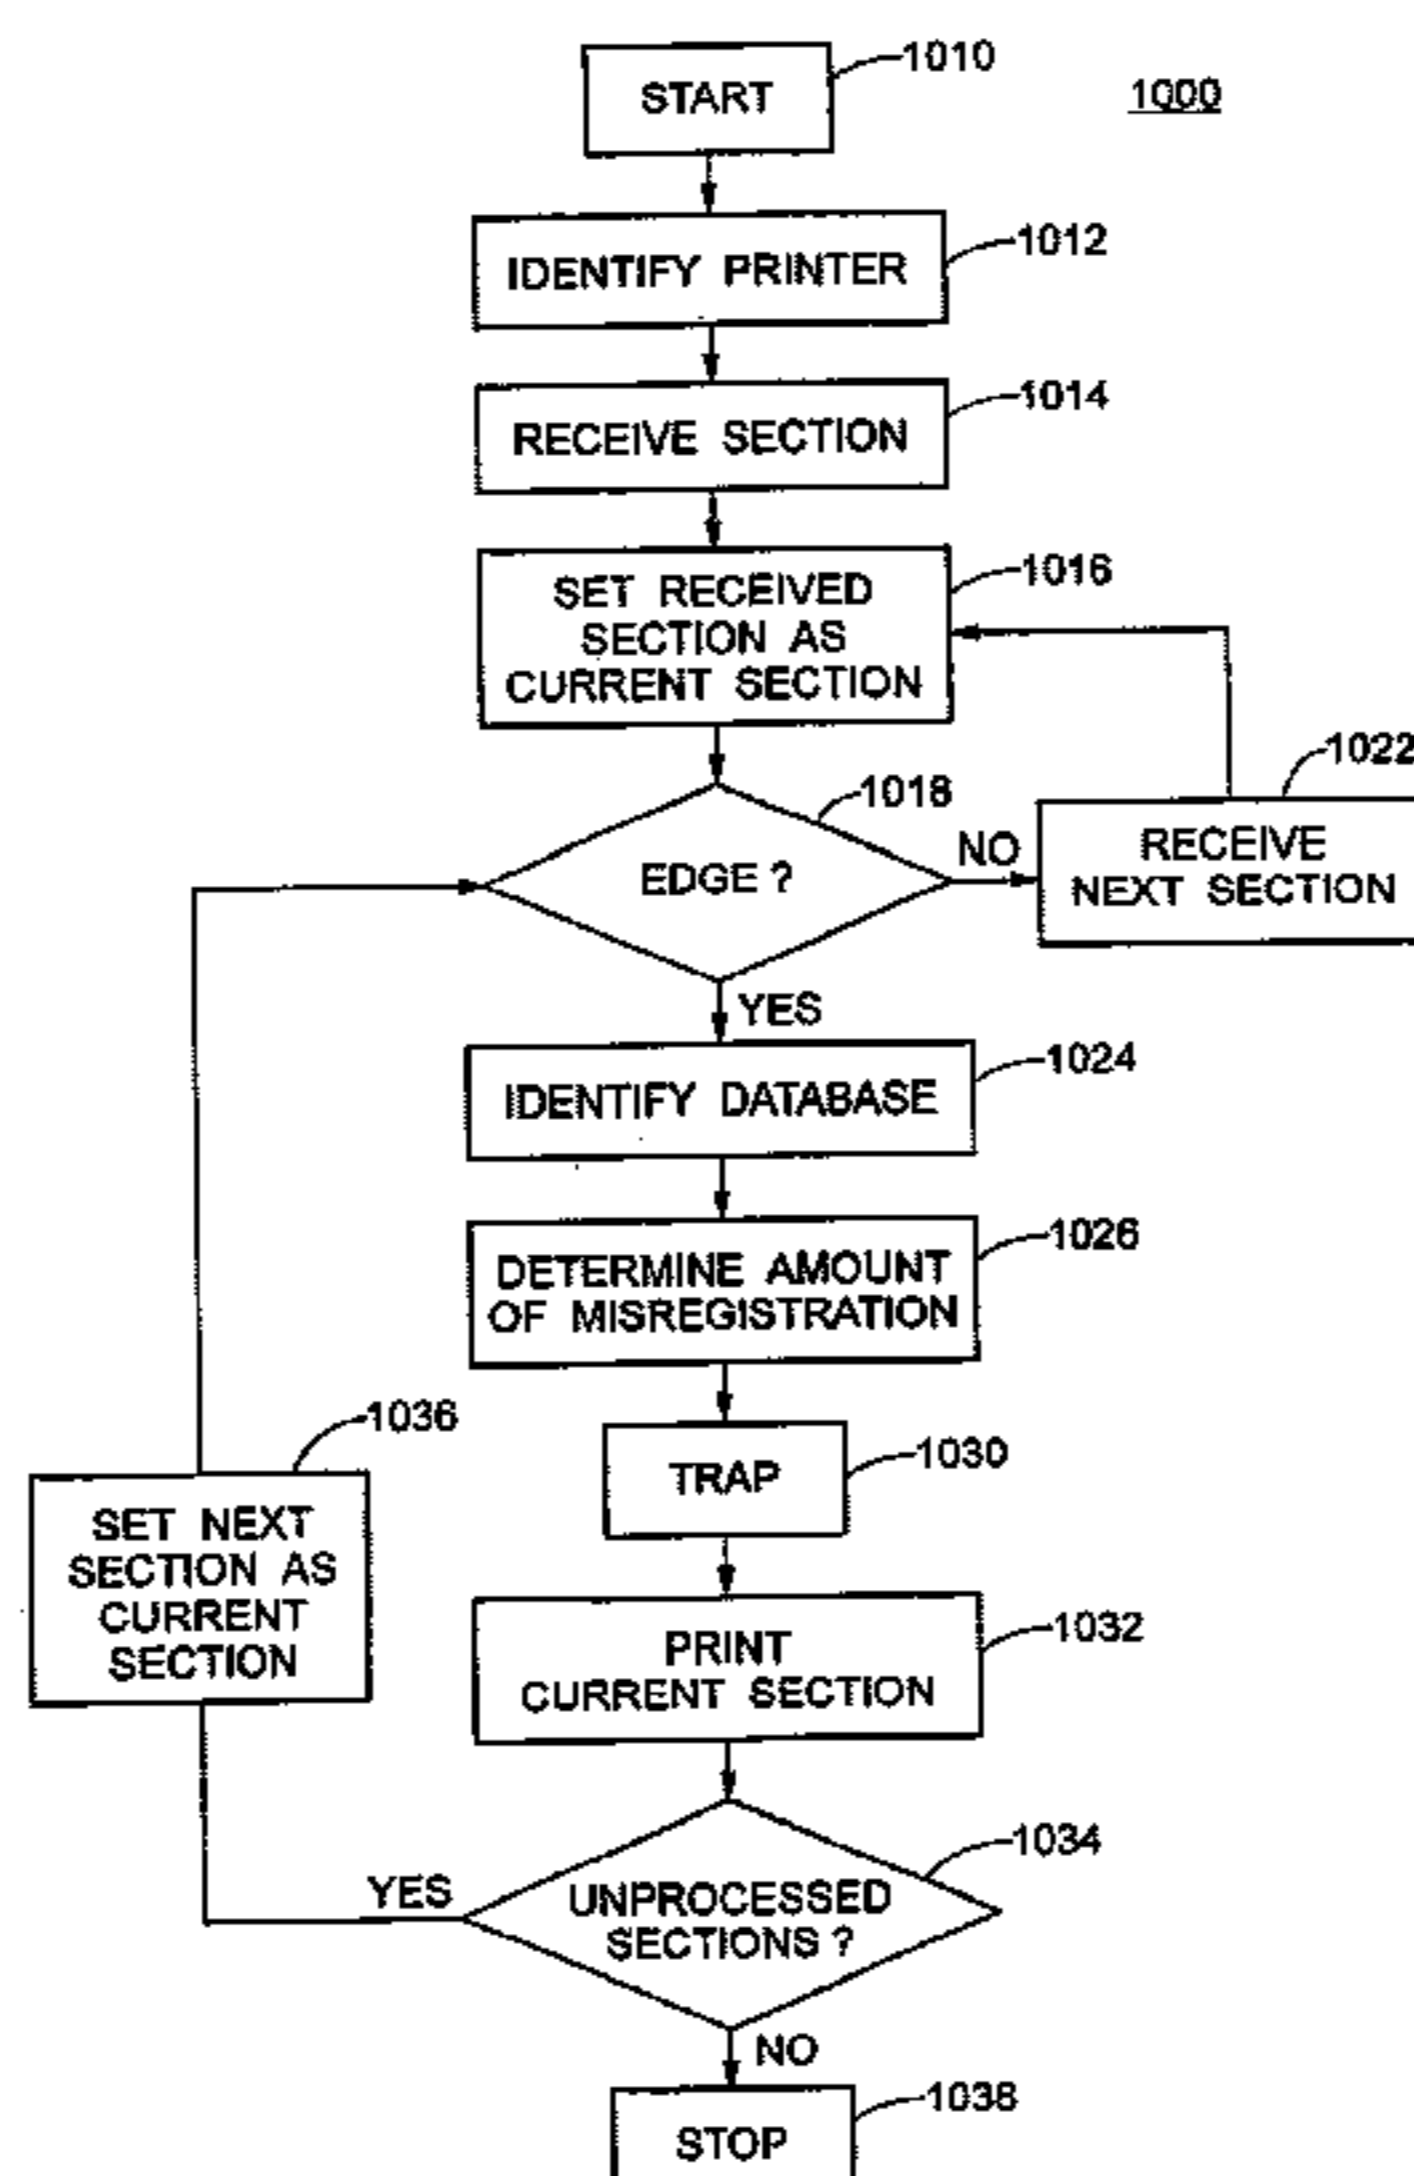 1010
START
1000
1012
IDENTIFY PRINTER
1014
RECEIVE SECTION
1016
SET RECEIVED
SECTION AS
CURRENT SECTION
1022
1018
NO
RECEIVE
NEXT SECTION
EDGE ?
YES
1024
IDENTIFY DATABASE
1026
DETERMINE AMOUNT
OF MISREGISTRATION
1036
1030
TRAP
SET NEXT
SECTION AS
CURRENT
SECTION
1032
PRINT
CURRENT SECTION
1034
YES
UNPROCESSED
SECTIONS ?
NO
1038
STOP